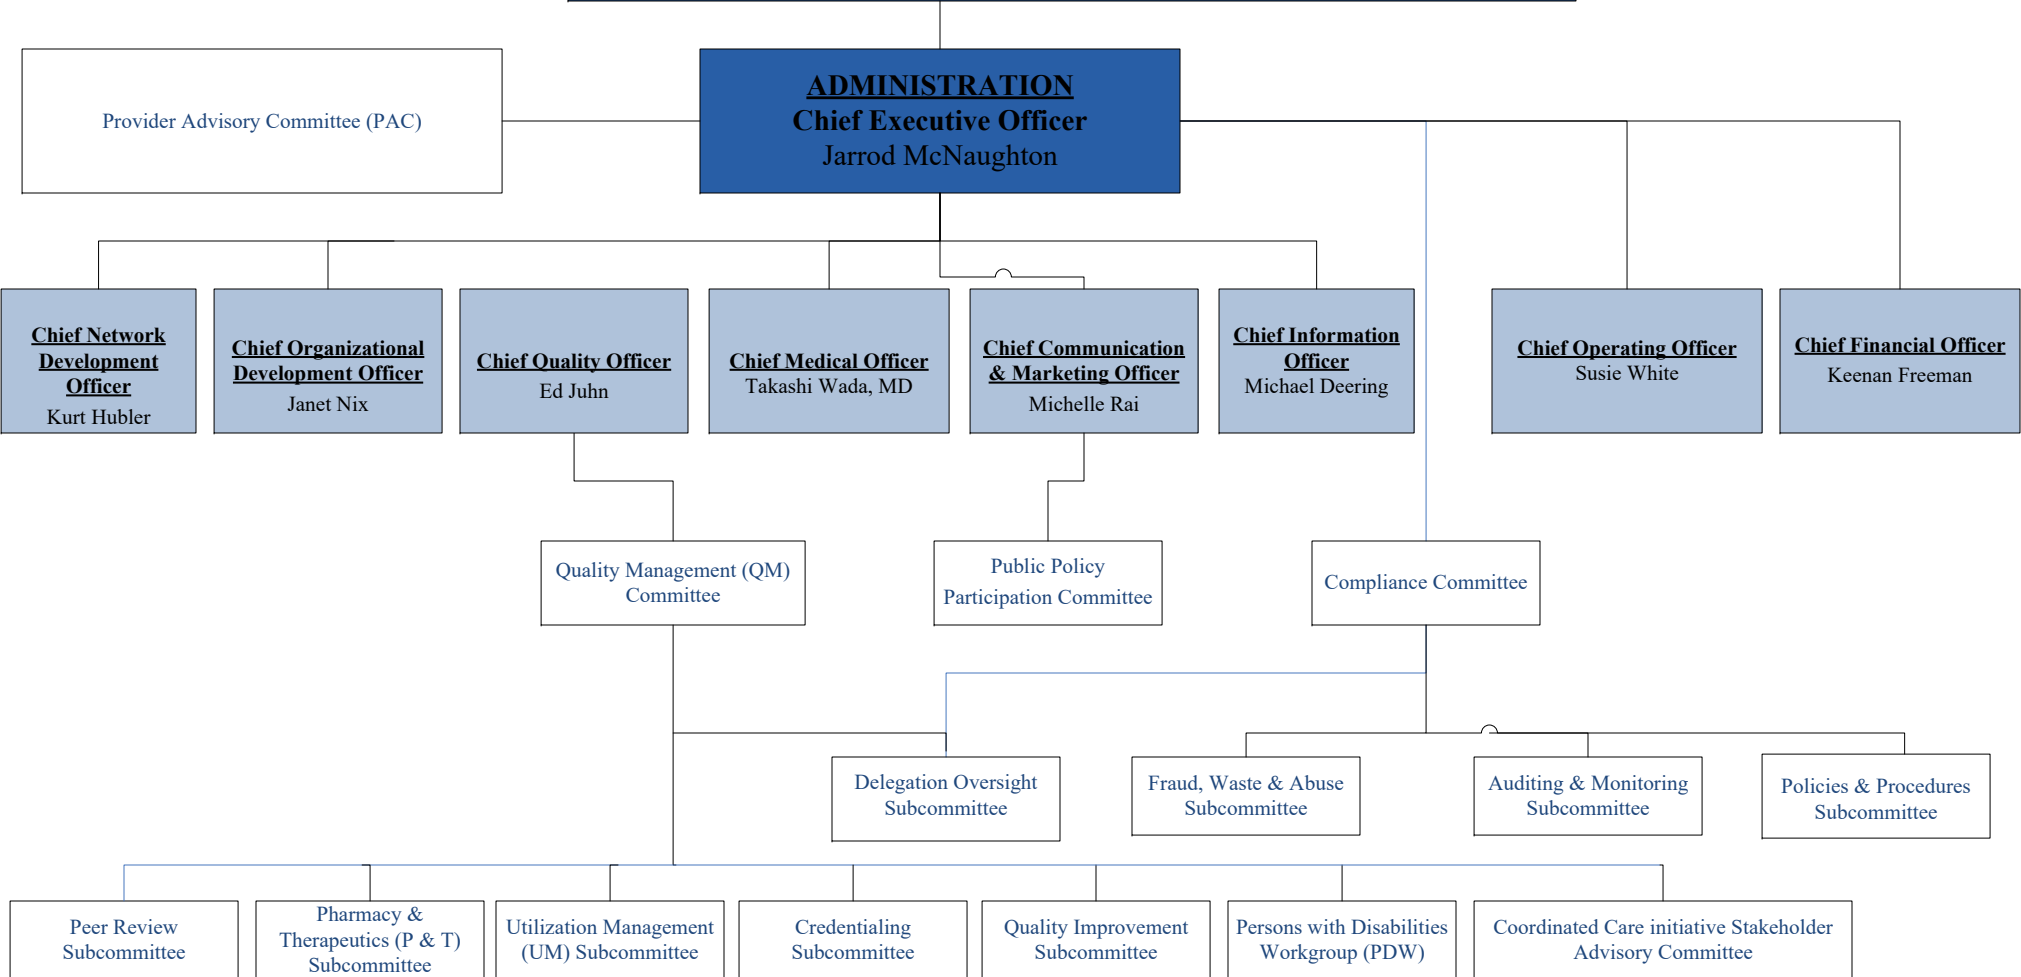 ADMINISTRATION
Chief Executive Officer
Jarrod McNaughton
Provider Advisory Committee (PAC)
Chief Network
Development
Officer
Kurt Hubler
Chief Organizational
Development Officer
Janet Nix
Chief Quality Officer
Ed Juhn
Chief Medical Officer
Takashi Wada, MD
Chief Communication
& Marketing Officer
Michelle Rai
Chief Information
Officer
Michael Deering
Chief Operating Officer
Susie White
Chief Financial Officer
Keenan Freeman
Quality Management (QM)
Committee
Public Policy
Participation Committee
Compliance Committee
Delegation Oversight
Subcommittee
Fraud, Waste & Abuse
Subcommittee
Auditing & Monitoring
Subcommittee
Policies & Procedures
Subcommittee
Peer Review
Subcommittee
Pharmacy &
Therapeutics (P & T)
Subcommittee
Utilization Management
(UM) Subcommittee
Credentialing
Subcommittee
Quality Improvement
Subcommittee
Persons with Disabilities
Workgroup (PDW)
Coordinated Care initiative Stakeholder
Advisory Committee